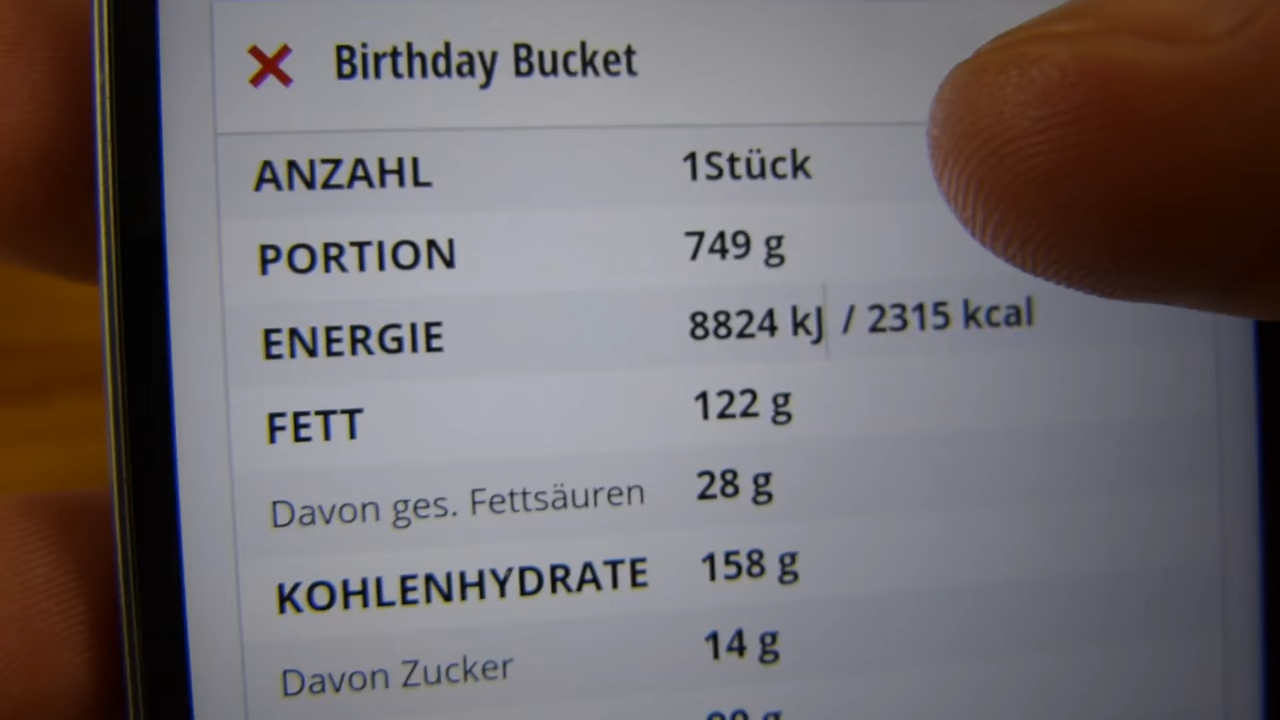 Birthday Bucket
ANZAHL 1Stück
PORTION 749 g
ENERGIE 8824 kJ / 2315 kcal
FETT 122 g
Davon ges. Fettsäuren 28 g
KOHLENHYDRATE 158 g
Davon Zucker 14 g